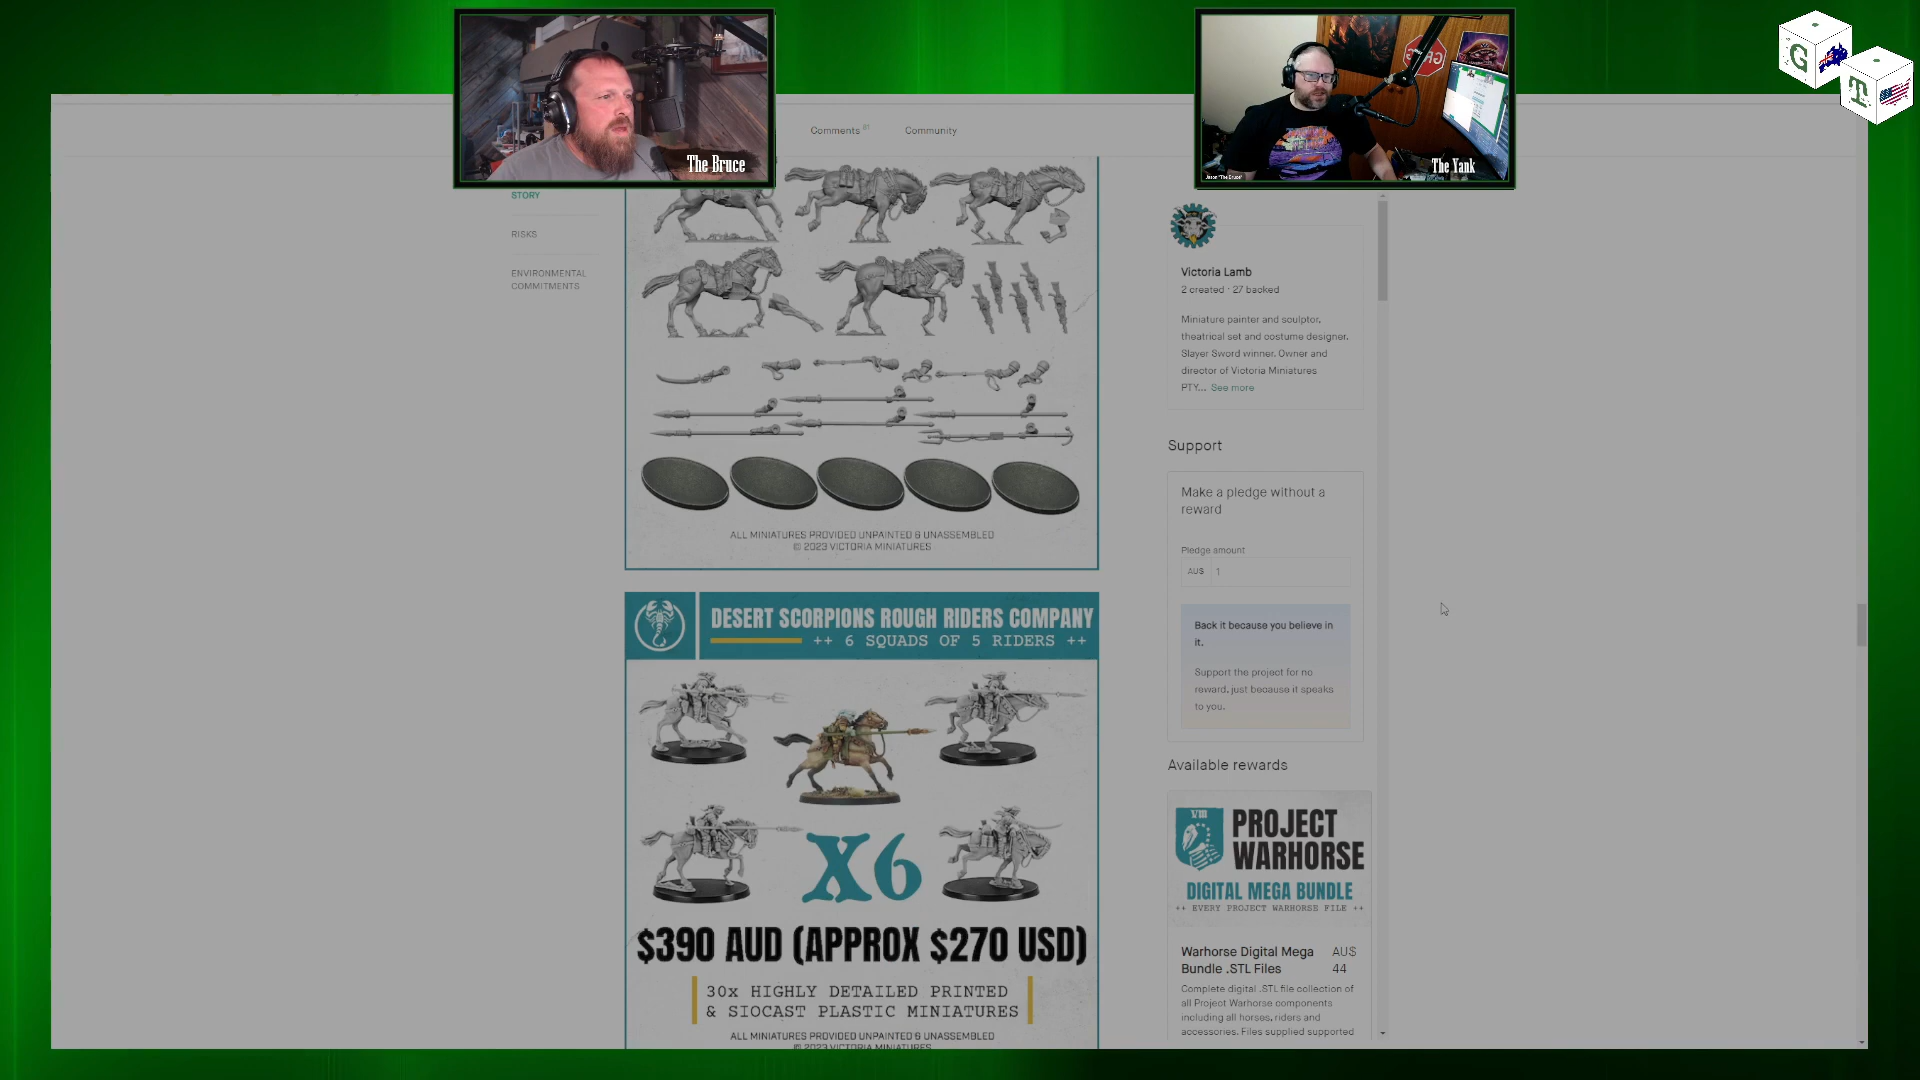 The Bruce
Jason "The Bruce"
The Yank
G
T
Comments
Community
STORY
RISKS
ENVIRONMENTAL
COMMITMENTS
ALL MINIATURES PROVIDED UNPAINTED & UNASSEMBLED
© 2023 VICTORIA MINIATURES
DESERT SCORPIONS ROUGH RIDERS COMPANY
++ 6 SQUADS OF 5 RIDERS ++
X6
$390 AUD (APPROX $270 USD)
30x HIGHLY DETAILED PRINTED
& SIOCAST PLASTIC MINIATURES
ALL MINIATURES PROVIDED UNPAINTED & UNASSEMBLED
© 2023 VICTORIA MINIATURES
Victoria Lamb
2 created · 27 backed
Miniature painter and sculptor,
theatrical set and costume designer.
Slayer Sword winner. Owner and
director of Victoria Miniatures
PTY... See more
Support
Make a pledge without a
reward
Pledge amount
AU$ 1
Back it because you believe in
it.
Support the project for no
reward, just because it speaks
to you.
Available rewards
VIII
PROJECT
WARHORSE
DIGITAL MEGA BUNDLE
++ EVERY PROJECT WARHORSE FILE ++
Warhorse Digital Mega AU$
Bundle .STL Files 44
Complete digital .STL file collection of
all Project Warhorse components
including all horses, riders and
accessories. Files supplied supported